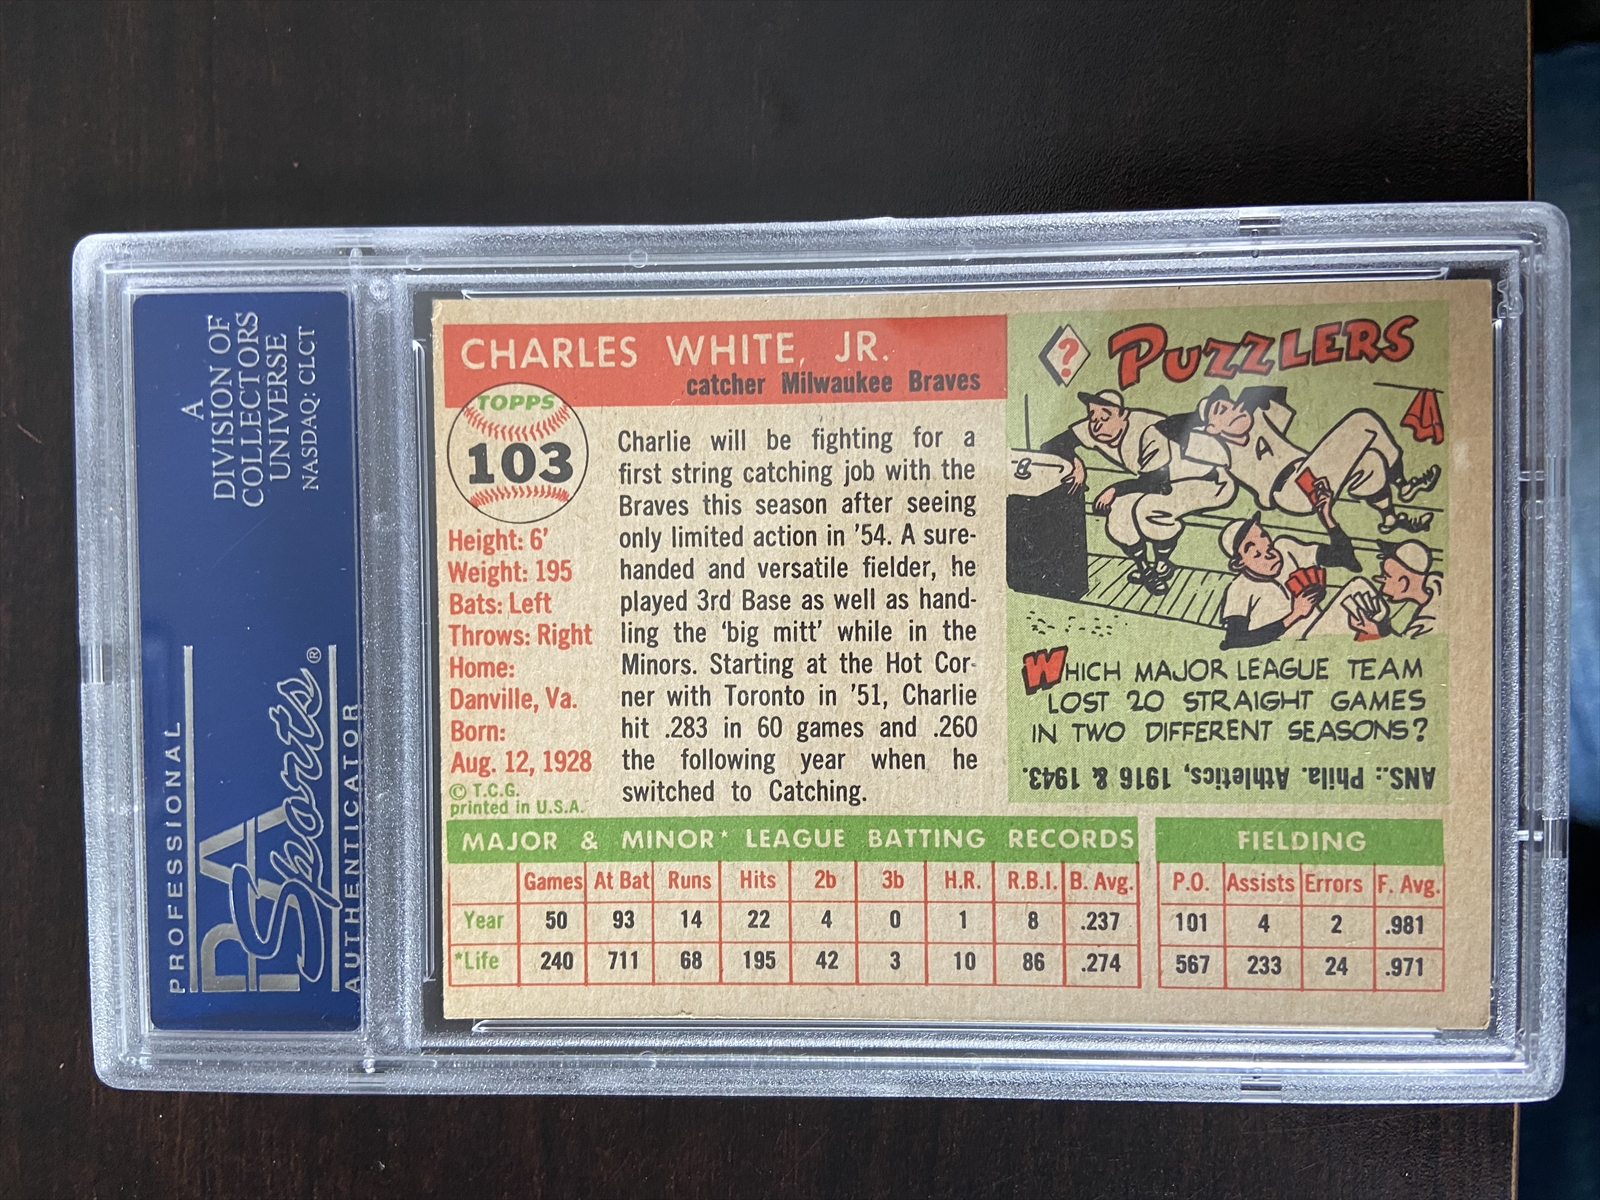 A
DIVISION OF
COLLECTORS
UNIVERSE
NASDAQ: CLCT
PROFESSIONAL
PSA
Sports®
AUTHENTICATOR
CHARLES WHITE, JR.
catcher Milwaukee Braves
TOPPS
103
Height: 6'
Weight: 195
Bats: Left
Throws: Right
Home:
Danville, Va.
Born:
Aug. 12, 1928
© T.C.G.
printed in U.S.A.
Charlie will be fighting for a
first string catching job with the
Braves this season after seeing
only limited action in '54. A sure-
handed and versatile fielder, he
played 3rd Base as well as hand-
ling the 'big mitt' while in the
Minors. Starting at the Hot Cor-
ner with Toronto in '51, Charlie
hit .283 in 60 games and .260
the following year when he
switched to Catching.
?
PUZZLERS
A
WHICH MAJOR LEAGUE TEAM
LOST 20 STRAIGHT GAMES
IN TWO DIFFERENT SEASONS?
ANS.: Phila. Athletics, 1916 & 1943.
MAJOR & MINOR* LEAGUE BATTING RECORDS
Games At Bat Runs Hits 2b 3b H.R. R.B.I. B. Avg.
Year 50 93 14 22 4 0 1 8 .237
*Life 240 711 68 195 42 3 10 86 .274
FIELDING
P.O. Assists Errors F. Avg.
101 4 2 .981
567 233 24 .971